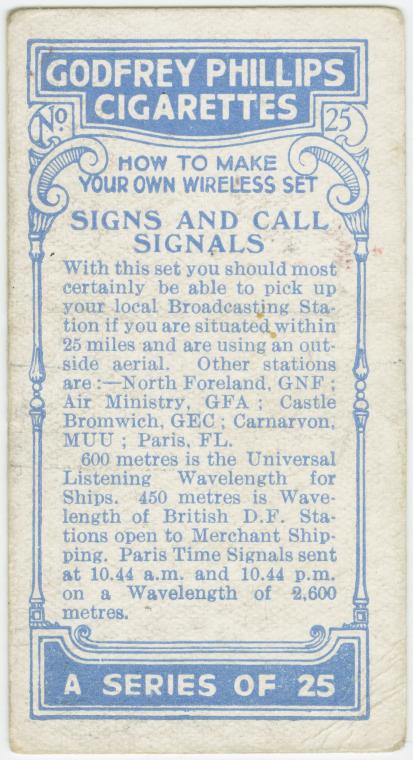 GODFREY PHILLIPS
CIGARETTES
No 25
HOW TO MAKE
YOUR OWN WIRELESS SET
SIGNS AND CALL
SIGNALS
With this set you should most
certainly be able to pick up
your local Broadcasting Sta-
tion if you are situated within
25 miles and are using an out-
side aerial. Other stations
are :—North Foreland, GNF ;
Air Ministry, GFA ; Castle
Bromwich, GEC ; Carnarvon,
MUU ; Paris, FL.
600 metres is the Universal
Listening Wavelength for
Ships. 450 metres is Wave-
length of British D.F. Sta-
tions open to Merchant Ship-
ping. Paris Time Signals sent
at 10.44 a.m. and 10.44 p.m.
on a Wavelength of 2,600
metres.
A SERIES OF 25